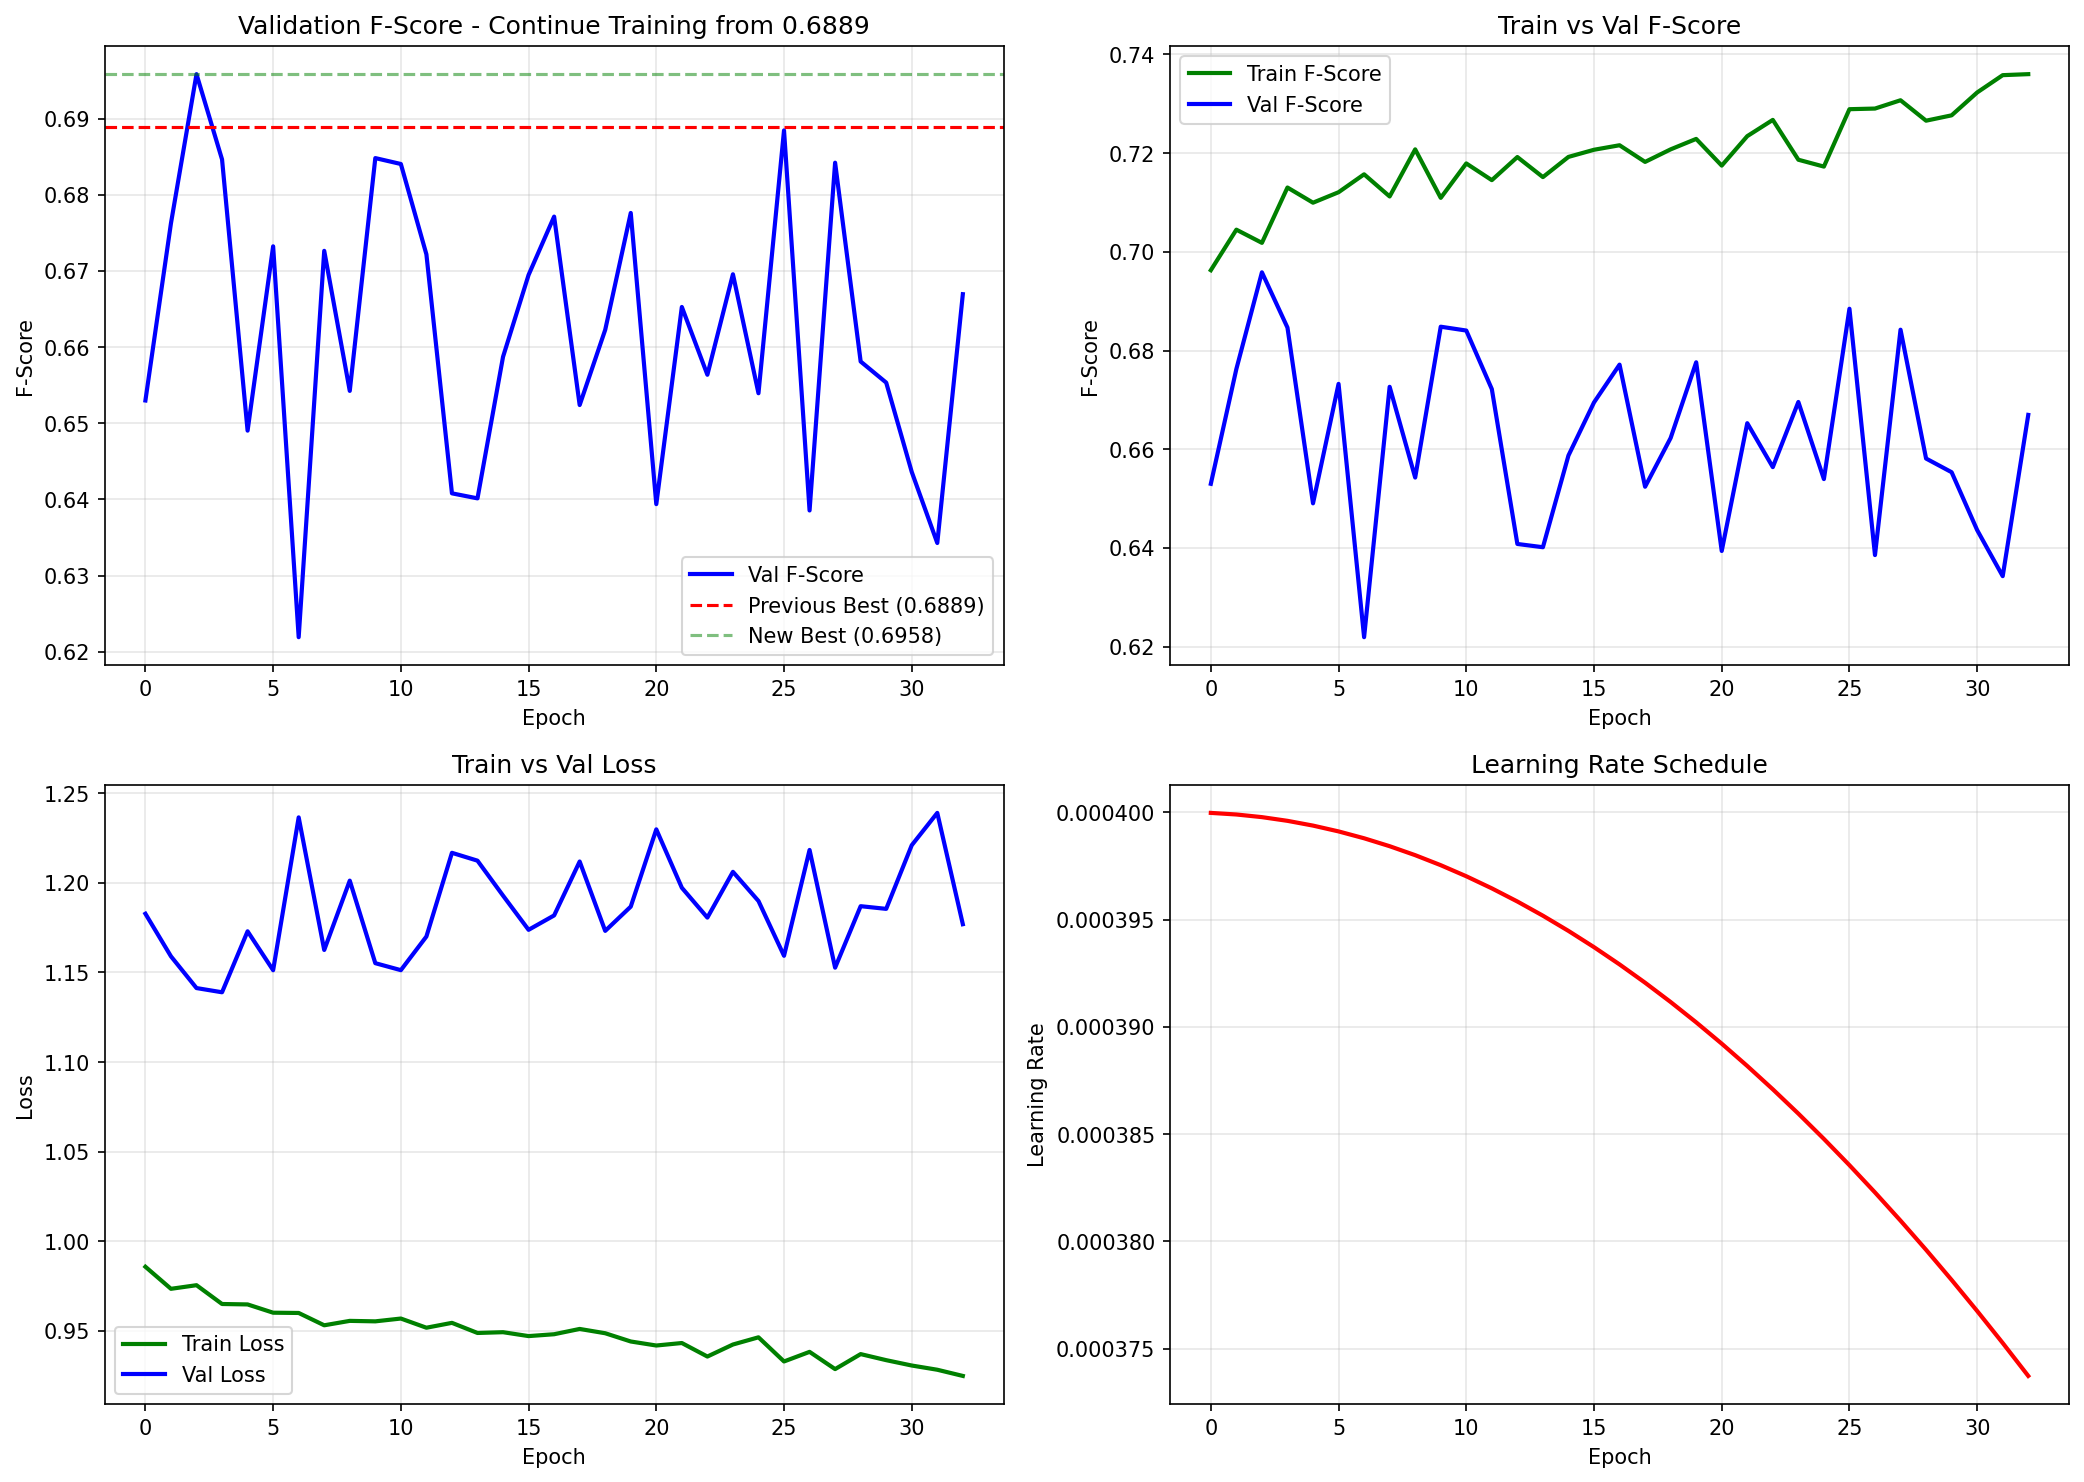 Validation F-Score - Continue Training from 0.6889
F-Score
0.69
0.68
0.67
0.66
0.65
0.64
0.63
0.62
Val F-Score
Previous Best (0.6889)
New Best (0.6958)
0 5 10 15 20 25 30
Epoch
Train vs Val F-Score
F-Score
0.74
0.72
0.70
0.68
0.66
0.64
0.62
Train F-Score
Val F-Score
0 5 10 15 20 25 30
Epoch
Train vs Val Loss
Loss
1.25
1.20
1.15
1.10
1.05
1.00
0.95
Train Loss
Val Loss
0 5 10 15 20 25 30
Epoch
Learning Rate Schedule
Learning Rate
0.000400
0.000395
0.000390
0.000385
0.000380
0.000375
0 5 10 15 20 25 30
Epoch